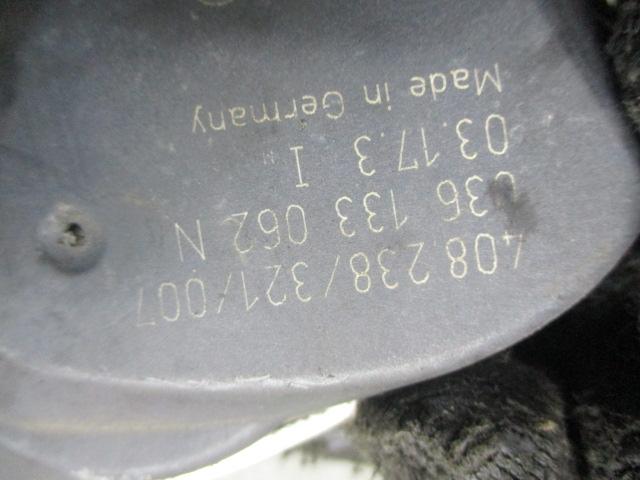 408 238/321/007
036 133 062 N
03.17.3 I
Made in Germany